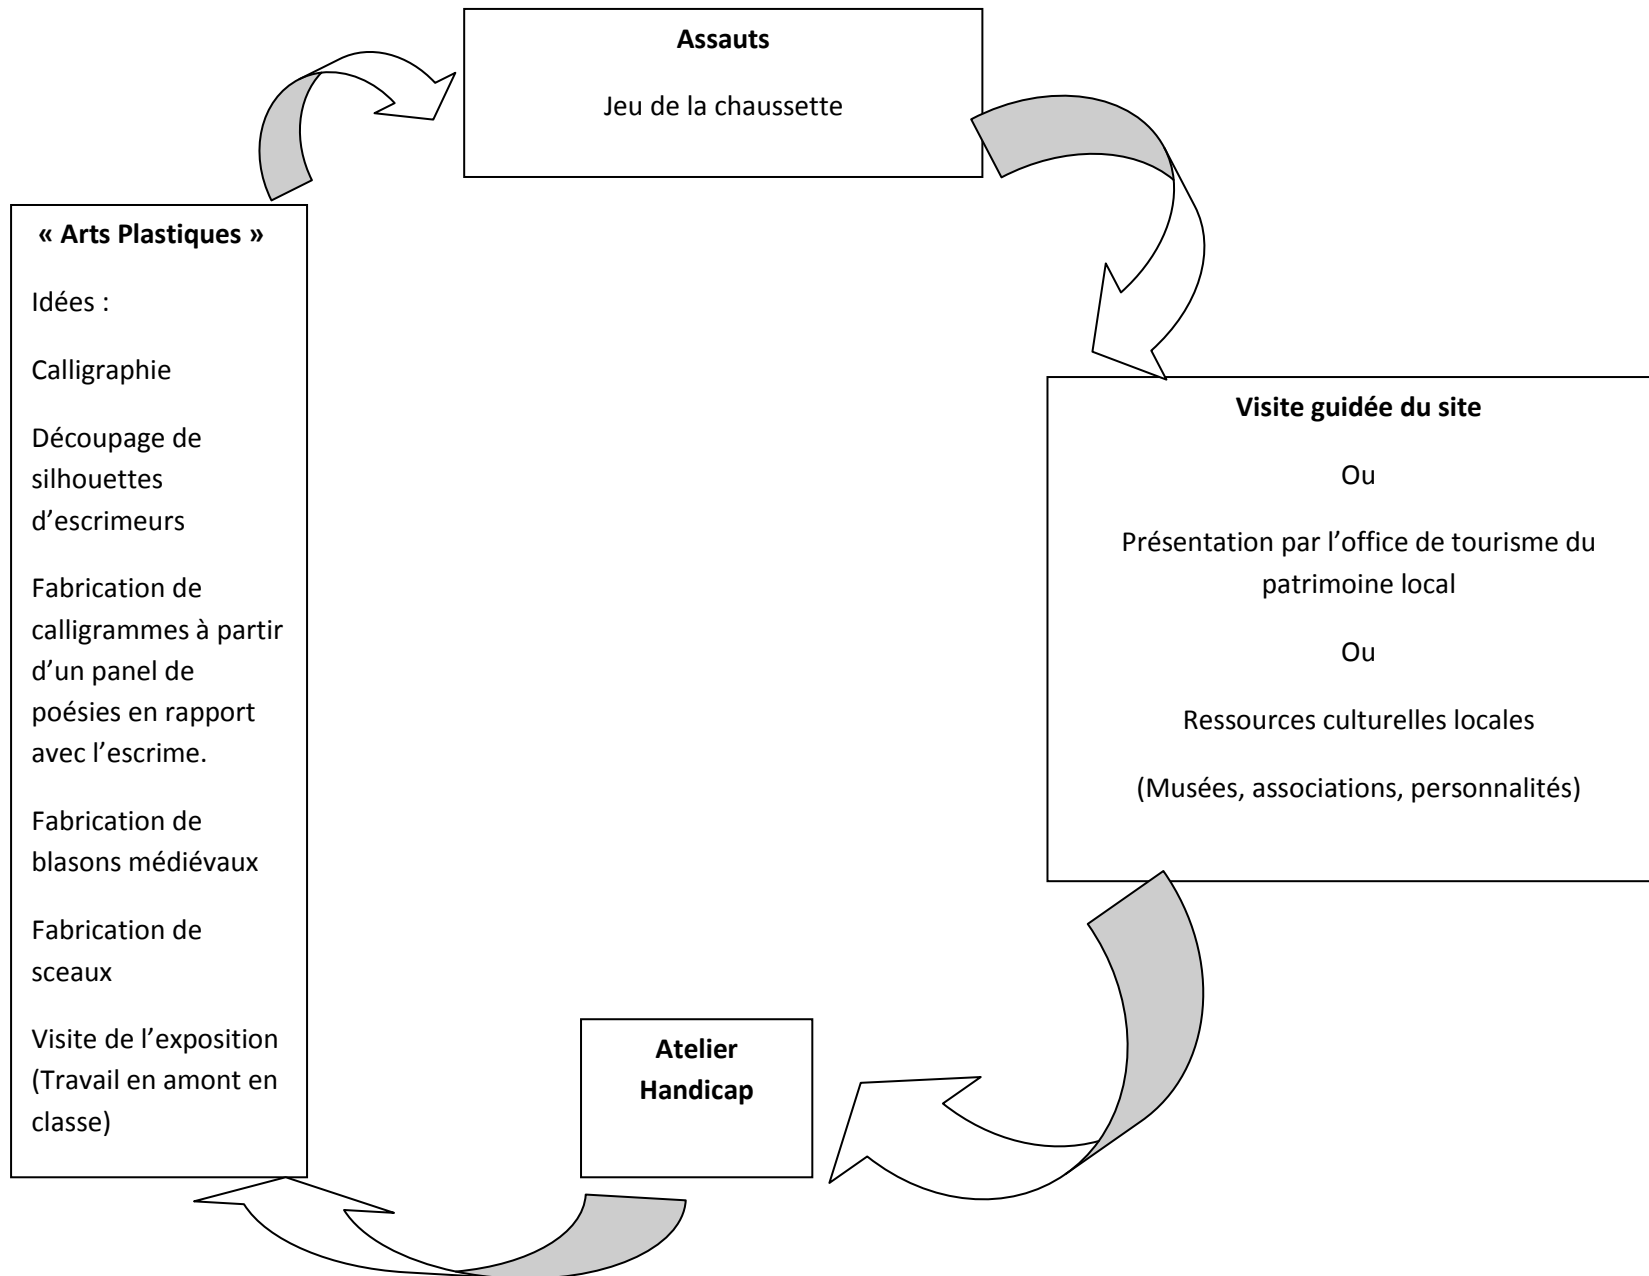 Assauts
Jeu de la chaussette
« Arts Plastiques »
Idées :
Calligraphie
Découpage de
silhouettes
d’escrimeurs
Fabrication de
calligrammes à partir
d’un panel de
poésies en rapport
avec l’escrime.
Fabrication de
blasons médiévaux
Fabrication de
sceaux
Visite de l’exposition
(Travail en amont en
classe)
Visite guidée du site
Ou
Présentation par l’office de tourisme du
patrimoine local
Ou
Ressources culturelles locales
(Musées, associations, personnalités)
Atelier
Handicap